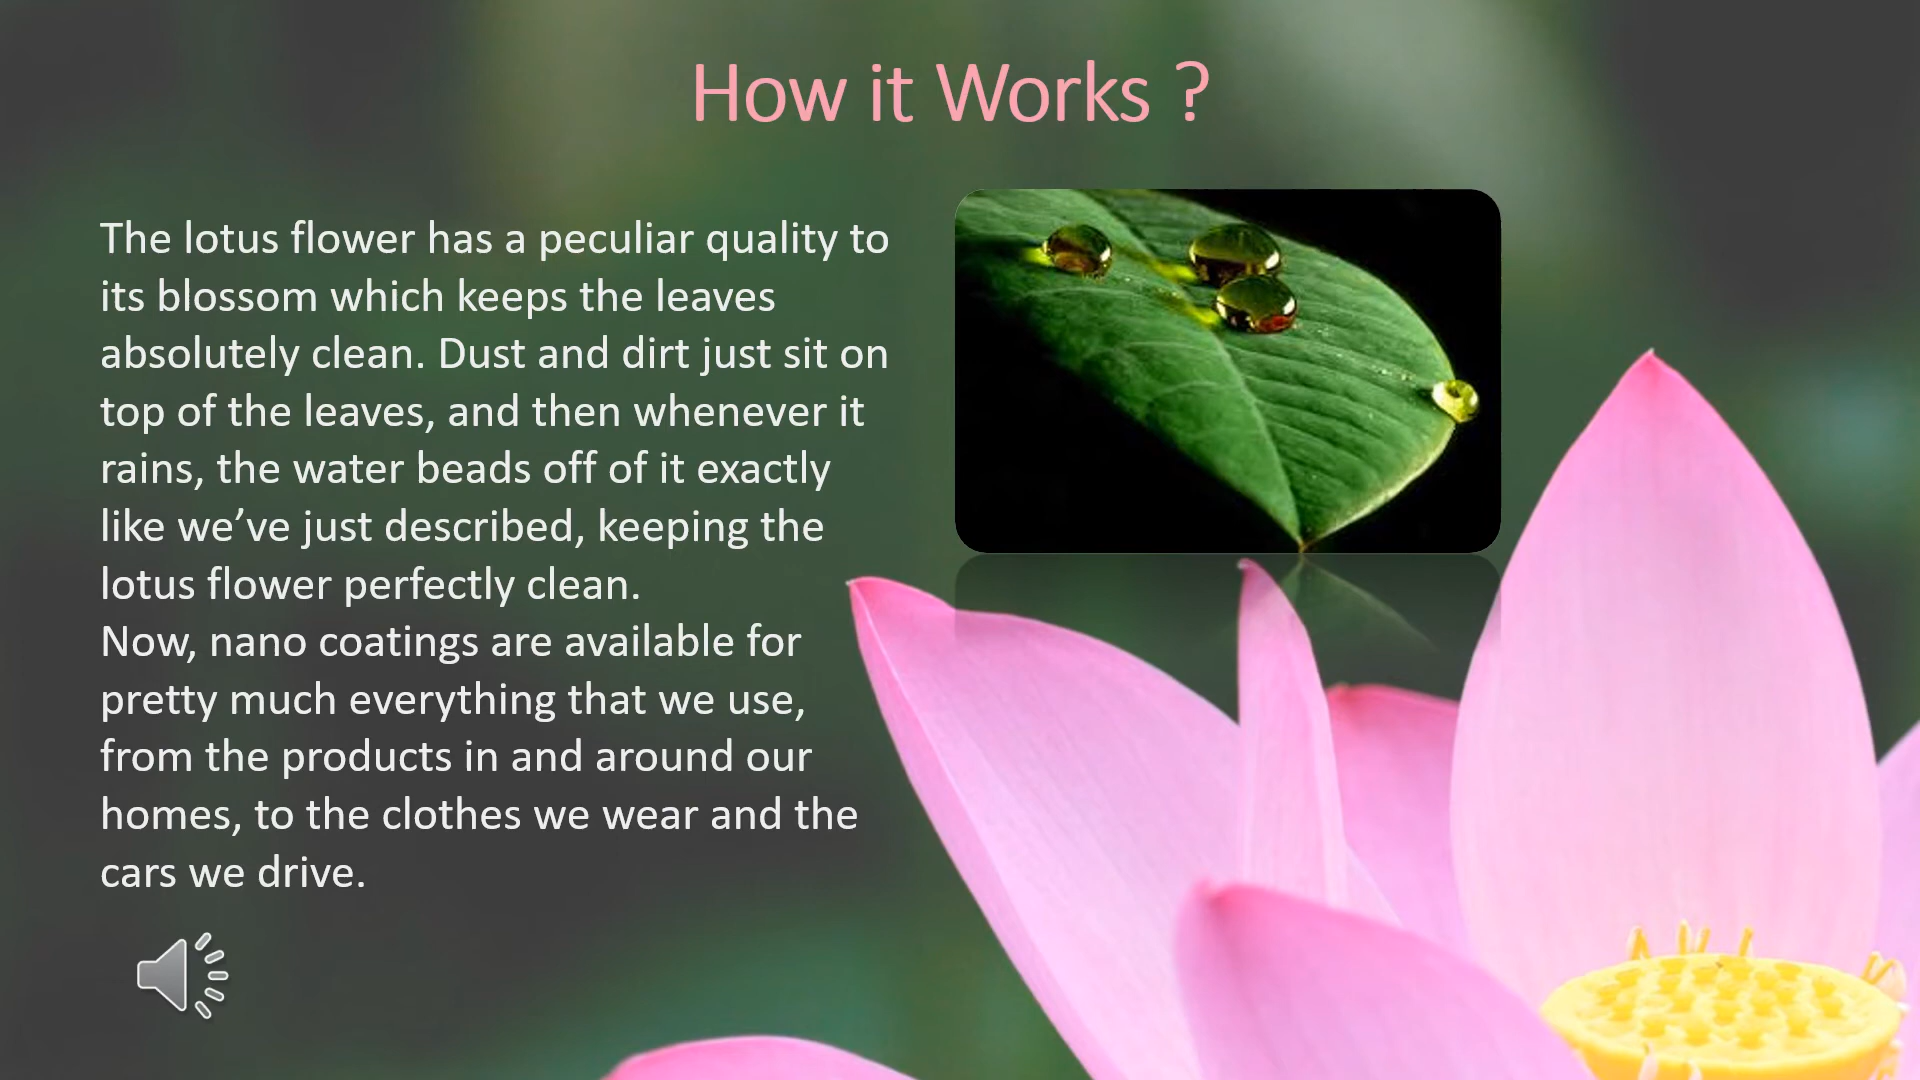 How it Works ?
The lotus flower has a peculiar quality to
its blossom which keeps the leaves
absolutely clean. Dust and dirt just sit on
top of the leaves, and then whenever it
rains, the water beads off of it exactly
like we’ve just described, keeping the
lotus flower perfectly clean.
Now, nano coatings are available for
pretty much everything that we use,
from the products in and around our
homes, to the clothes we wear and the
cars we drive.